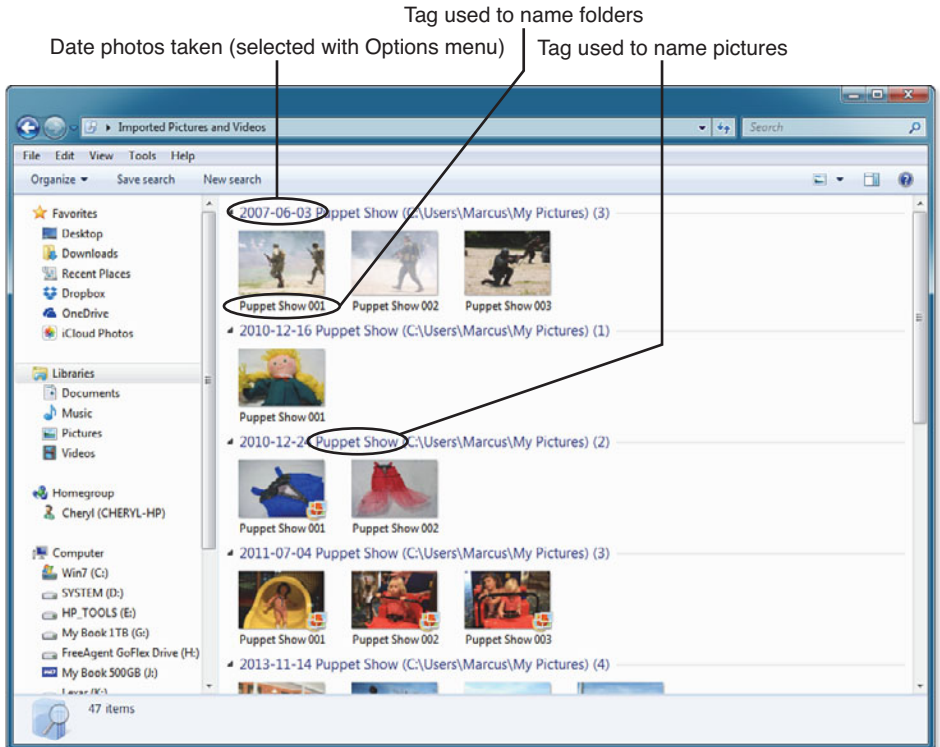 Tag used to name folders
Date photos taken (selected with Options menu)
Tag used to name pictures
Imported Pictures and Videos
Search
File Edit View Tools Help
Organize Save search New search
Favorites
Desktop
Downloads
Recent Places
Dropbox
OneDrive
iCloud Photos
Libraries
Documents
Music
Pictures
Videos
Homegroup
Cheryl (CHERYL-HP)
Computer
Win7 (C:)
SYSTEM (D:)
HP_TOOLS (E:)
My Book 1TB (G:)
FreeAgent GoFlex Drive (H:)
My Book 500GB (J:)
Lexar (K:)
2007-06-03 Puppet Show (C:\Users\Marcus\My Pictures) (3)
Puppet Show 001 Puppet Show 002 Puppet Show 003
2010-12-16 Puppet Show (C:\Users\Marcus\My Pictures) (1)
Puppet Show 001
2010-12-24 Puppet Show (C:\Users\Marcus\My Pictures) (2)
Puppet Show 001 Puppet Show 002
2011-07-04 Puppet Show (C:\Users\Marcus\My Pictures) (3)
Puppet Show 001 Puppet Show 002 Puppet Show 003
2013-11-14 Puppet Show (C:\Users\Marcus\My Pictures) (4)
47 items